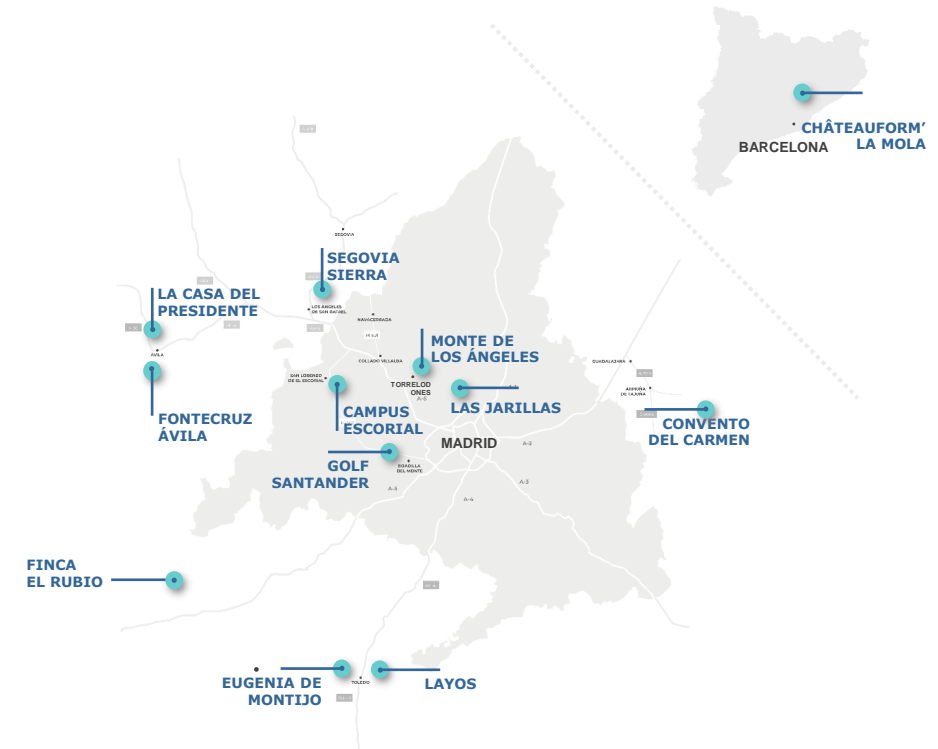 CHÂTEAUFORM'
LA MOLA
BARCELONA
SEGOVIA
SEGOVIA
SIERRA
LA CASA DEL
PRESIDENTE
LOS ÁNGELES
DE SAN RAFAEL
NAVACERRADA
MONTE DE
LOS ÁNGELES
ÁVILA
COLLADO VILLALBA
GUADALAJARA
SAN LORENZO
DE EL ESCORIAL
TORRELOD
ONES
A-6
ARMUÑA
DE TAJUÑA
LAS JARILLAS
CAMPUS
ESCORIAL
FONTECRUZ
ÁVILA
CONVENTO
DEL CARMEN
MADRID
A-2
GOLF
SANTANDER
BOADILLA
DEL MONTE
A-5
A-3
A-4
FINCA
EL RUBIO
EUGENIA DE
MONTIJO
TOLEDO
LAYOS